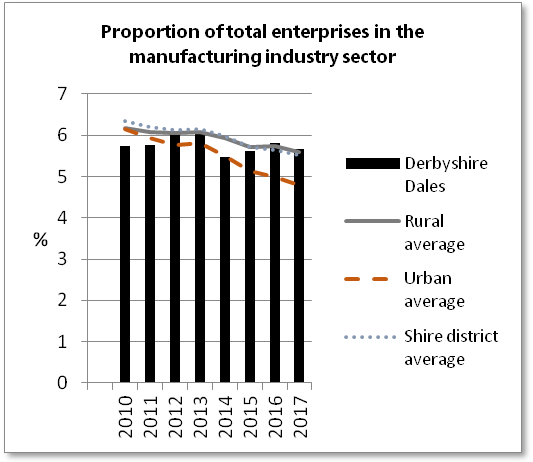 Proportion of total enterprises in the
manufacturing industry sector
7
6
5
4
3
2
1
0
%
2010
2011
2012
2013
2014
2015
2016
2017
Derbyshire
Dales
Rural
average
Urban
average
Shire district
average